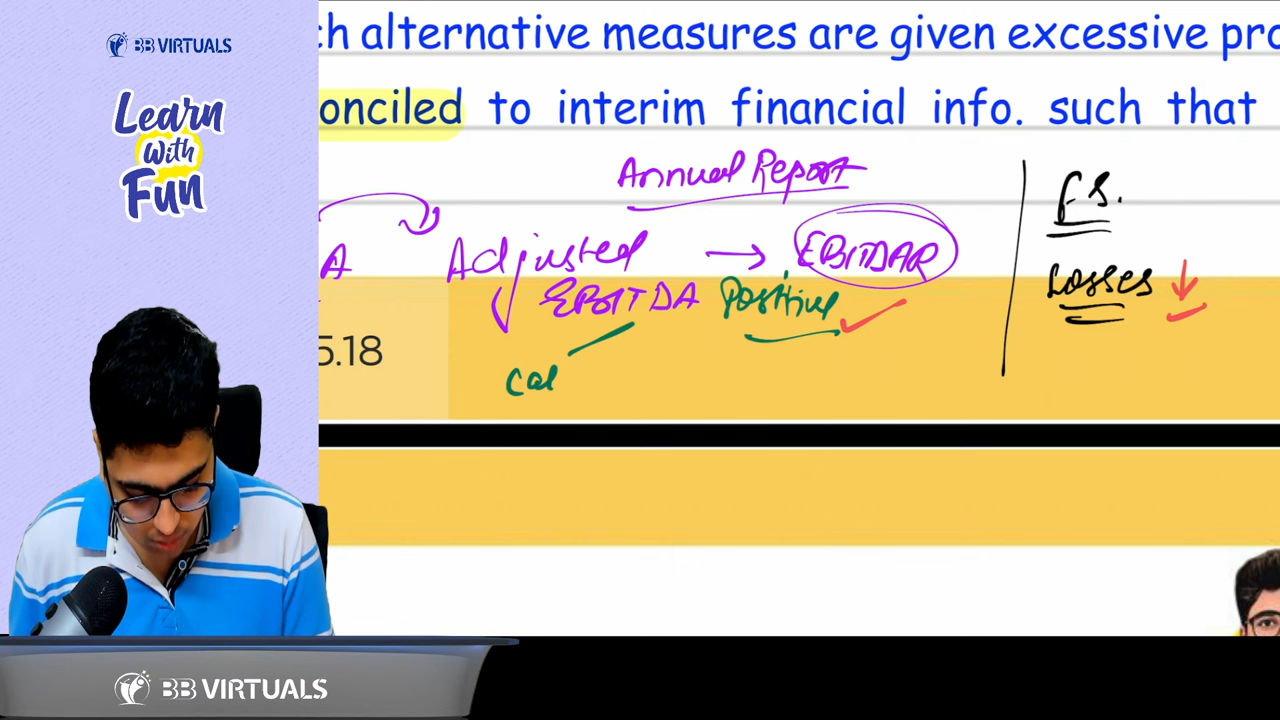 BB VIRTUALS
Learn
With
Fun
ch alternative measures are given excessive pro
onciled to interim financial info. such that
Annual Report
F.S.
A Adjusted → EBITDAR
EBITDA Positive
Losses ↓
5.18
Cal
BB VIRTUALS